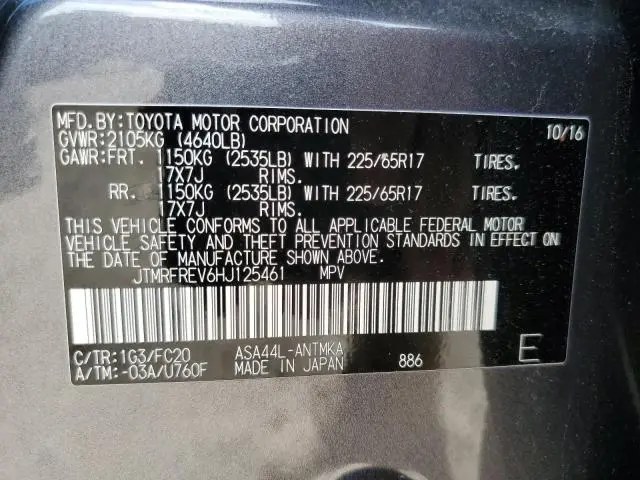 MFD.BY:TOYOTA MOTOR CORPORATION 10/16
GVWR:2105KG (4640LB)
GAWR:FRT. 1150KG (2535LB) WITH 225/65R17 TIRES.
17X7J RIMS.
RR. 1150KG (2535LB) WITH 225/65R17 TIRES.
17X7J RIMS.
THIS VEHICLE CONFORMS TO ALL APPLICABLE FEDERAL MOTOR
VEHICLE SAFETY AND THEFT PREVENTION STANDARDS IN EFFECT ON
THE DATE OF MANUFACTURE SHOWN ABOVE.
JTMRFREV6HJ125461 MPV
C/TR:1G3/FC20 ASA44L-ANTMKA
A/TM:-03A/U760F MADE IN JAPAN 886 E